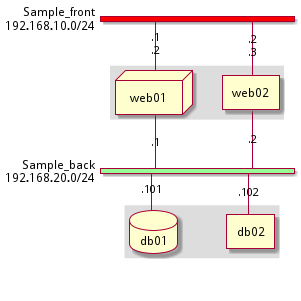 Sample_front
192.168.10.0/24
.1
.2
.2
.3
web01
web02
.1
.2
Sample_back
192.168.20.0/24
.101
.102
db01
db02